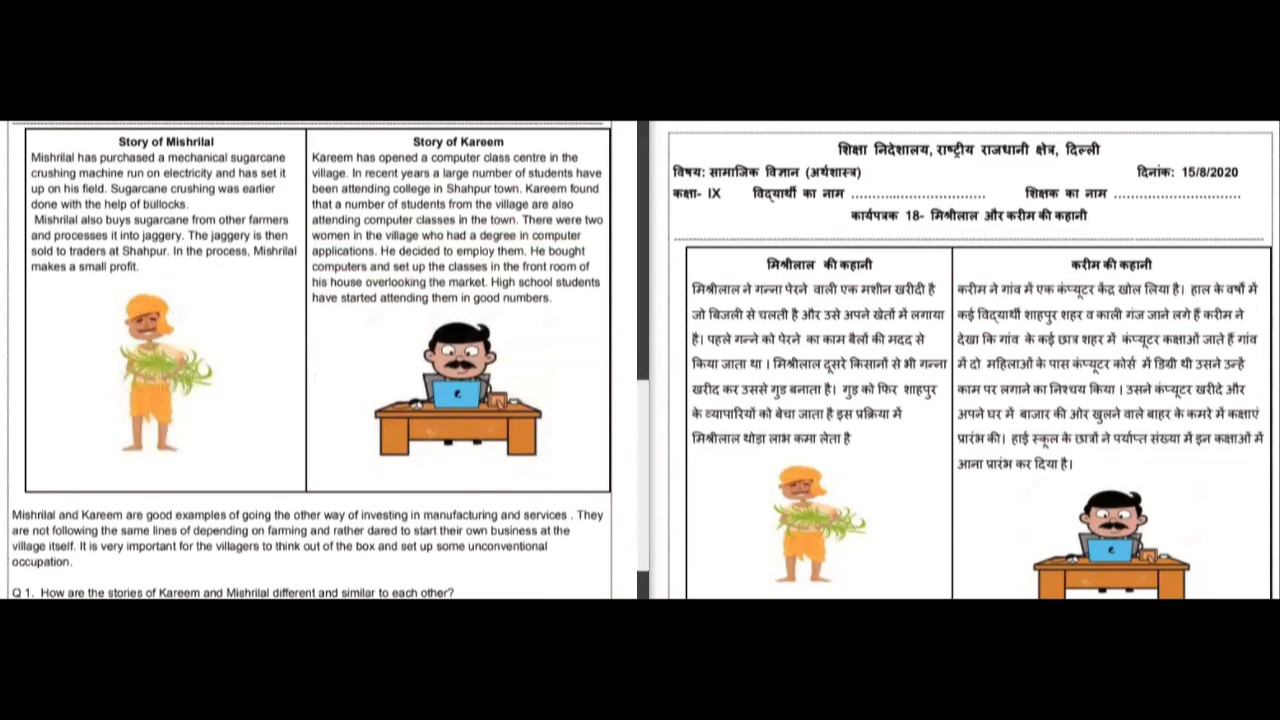 Story of Mishrilal
Mishrilal has purchased a mechanical sugarcane
crushing machine run on electricity and has set it
up on his field. Sugarcane crushing was earlier
done with the help of bullocks.
Mishrilal also buys sugarcane from other farmers
and processes it into jaggery. The jaggery is then
sold to traders at Shahpur. In the process, Mishrilal
makes a small profit.
Story of Kareem
Kareem has opened a computer class centre in the
village. In recent years a large number of students have
been attending college in Shahpur town. Kareem found
that a number of students from the village are also
attending computer classes in the town. There were two
women in the village who had a degree in computer
applications. He decided to employ them. He bought
computers and set up the classes in the front room of
his house overlooking the market. High school students
have started attending them in good numbers.
Mishrilal and Kareem are good examples of going the other way of investing in manufacturing and services . They
are not following the same lines of depending on farming and rather dared to start their own business at the
village itself. It is very important for the villagers to think out of the box and set up some unconventional
occupation.
Q 1. How are the stories of Kareem and Mishrilal different and similar to each other?
शिक्षा निदेशालय, राष्ट्रीय राजधानी क्षेत्र, दिल्ली
विषय: सामाजिक विज्ञान (अर्थशास्त्र) दिनांक: 15/8/2020
कक्षा- IX विद्यार्थी का नाम .................................. शिक्षक का नाम ................................
कार्यपत्रक 18- मिश्रीलाल और करीम की कहानी
मिश्रीलाल की कहानी
मिश्रीलाल ने गन्ना पेरने वाली एक मशीन खरीदी है
जो बिजली से चलती है और उसे अपने खेतों में लगाया
है। पहले गन्ने को पेरने का काम बैलों की मदद से
किया जाता था । मिश्रीलाल दूसरे किसानों से भी गन्ना
खरीद कर उससे गुड बनाता है। गुड को फिर शाहपुर
के व्यापारियों को बेचा जाता है इस प्रक्रिया में
मिश्रीलाल थोड़ा लाभ कमा लेता है
करीम की कहानी
करीम ने गांव में एक कंप्यूटर केंद्र खोल लिया है। हाल के वर्षों में
कई विद्यार्थी शाहपुर शहर व काली गंज जाने लगे हैं करीम ने
देखा कि गांव के कई छात्र शहर में कंप्यूटर कक्षाओं जाते हैं गांव
में दो महिलाओं के पास कंप्यूटर कोर्स में डिग्री थी उसने उन्हें
काम पर लगाने का निश्चय किया । उसने कंप्यूटर खरीदे और
अपने घर में बाजार की ओर खुलने वाले बाहर के कमरे में कक्षाएं
प्रारंभ की। हाई स्कूल के छात्रों ने पर्याप्त संख्या में इन कक्षाओं में
आना प्रारंभ कर दिया है।